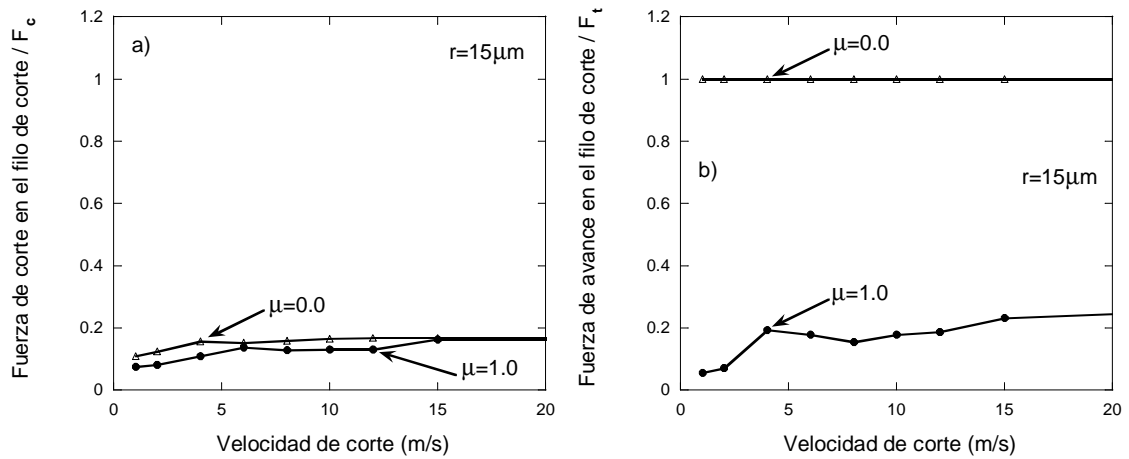 Fuerza de corte en el filo de corte / Fc
1.2
1
0.8
0.6
0.4
0.2
0
a)
r=15μm
μ=0.0
μ=1.0
0 5 10 15 20
Velocidad de corte (m/s)
Fuerza de avance en el filo de corte / Ft
1.2
1
0.8
0.6
0.4
0.2
0
μ=0.0
b)
r=15μm
μ=1.0
0 5 10 15 20
Velocidad de corte (m/s)